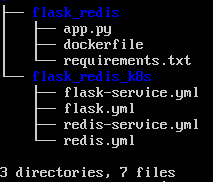 ├── flask_redis
│   ├── app.py
│   ├── dockerfile
│   └── requirements.txt
└── flask_redis_k8s
    ├── flask-service.yml
    ├── flask.yml
    ├── redis-service.yml
    └── redis.yml
3 directories, 7 files